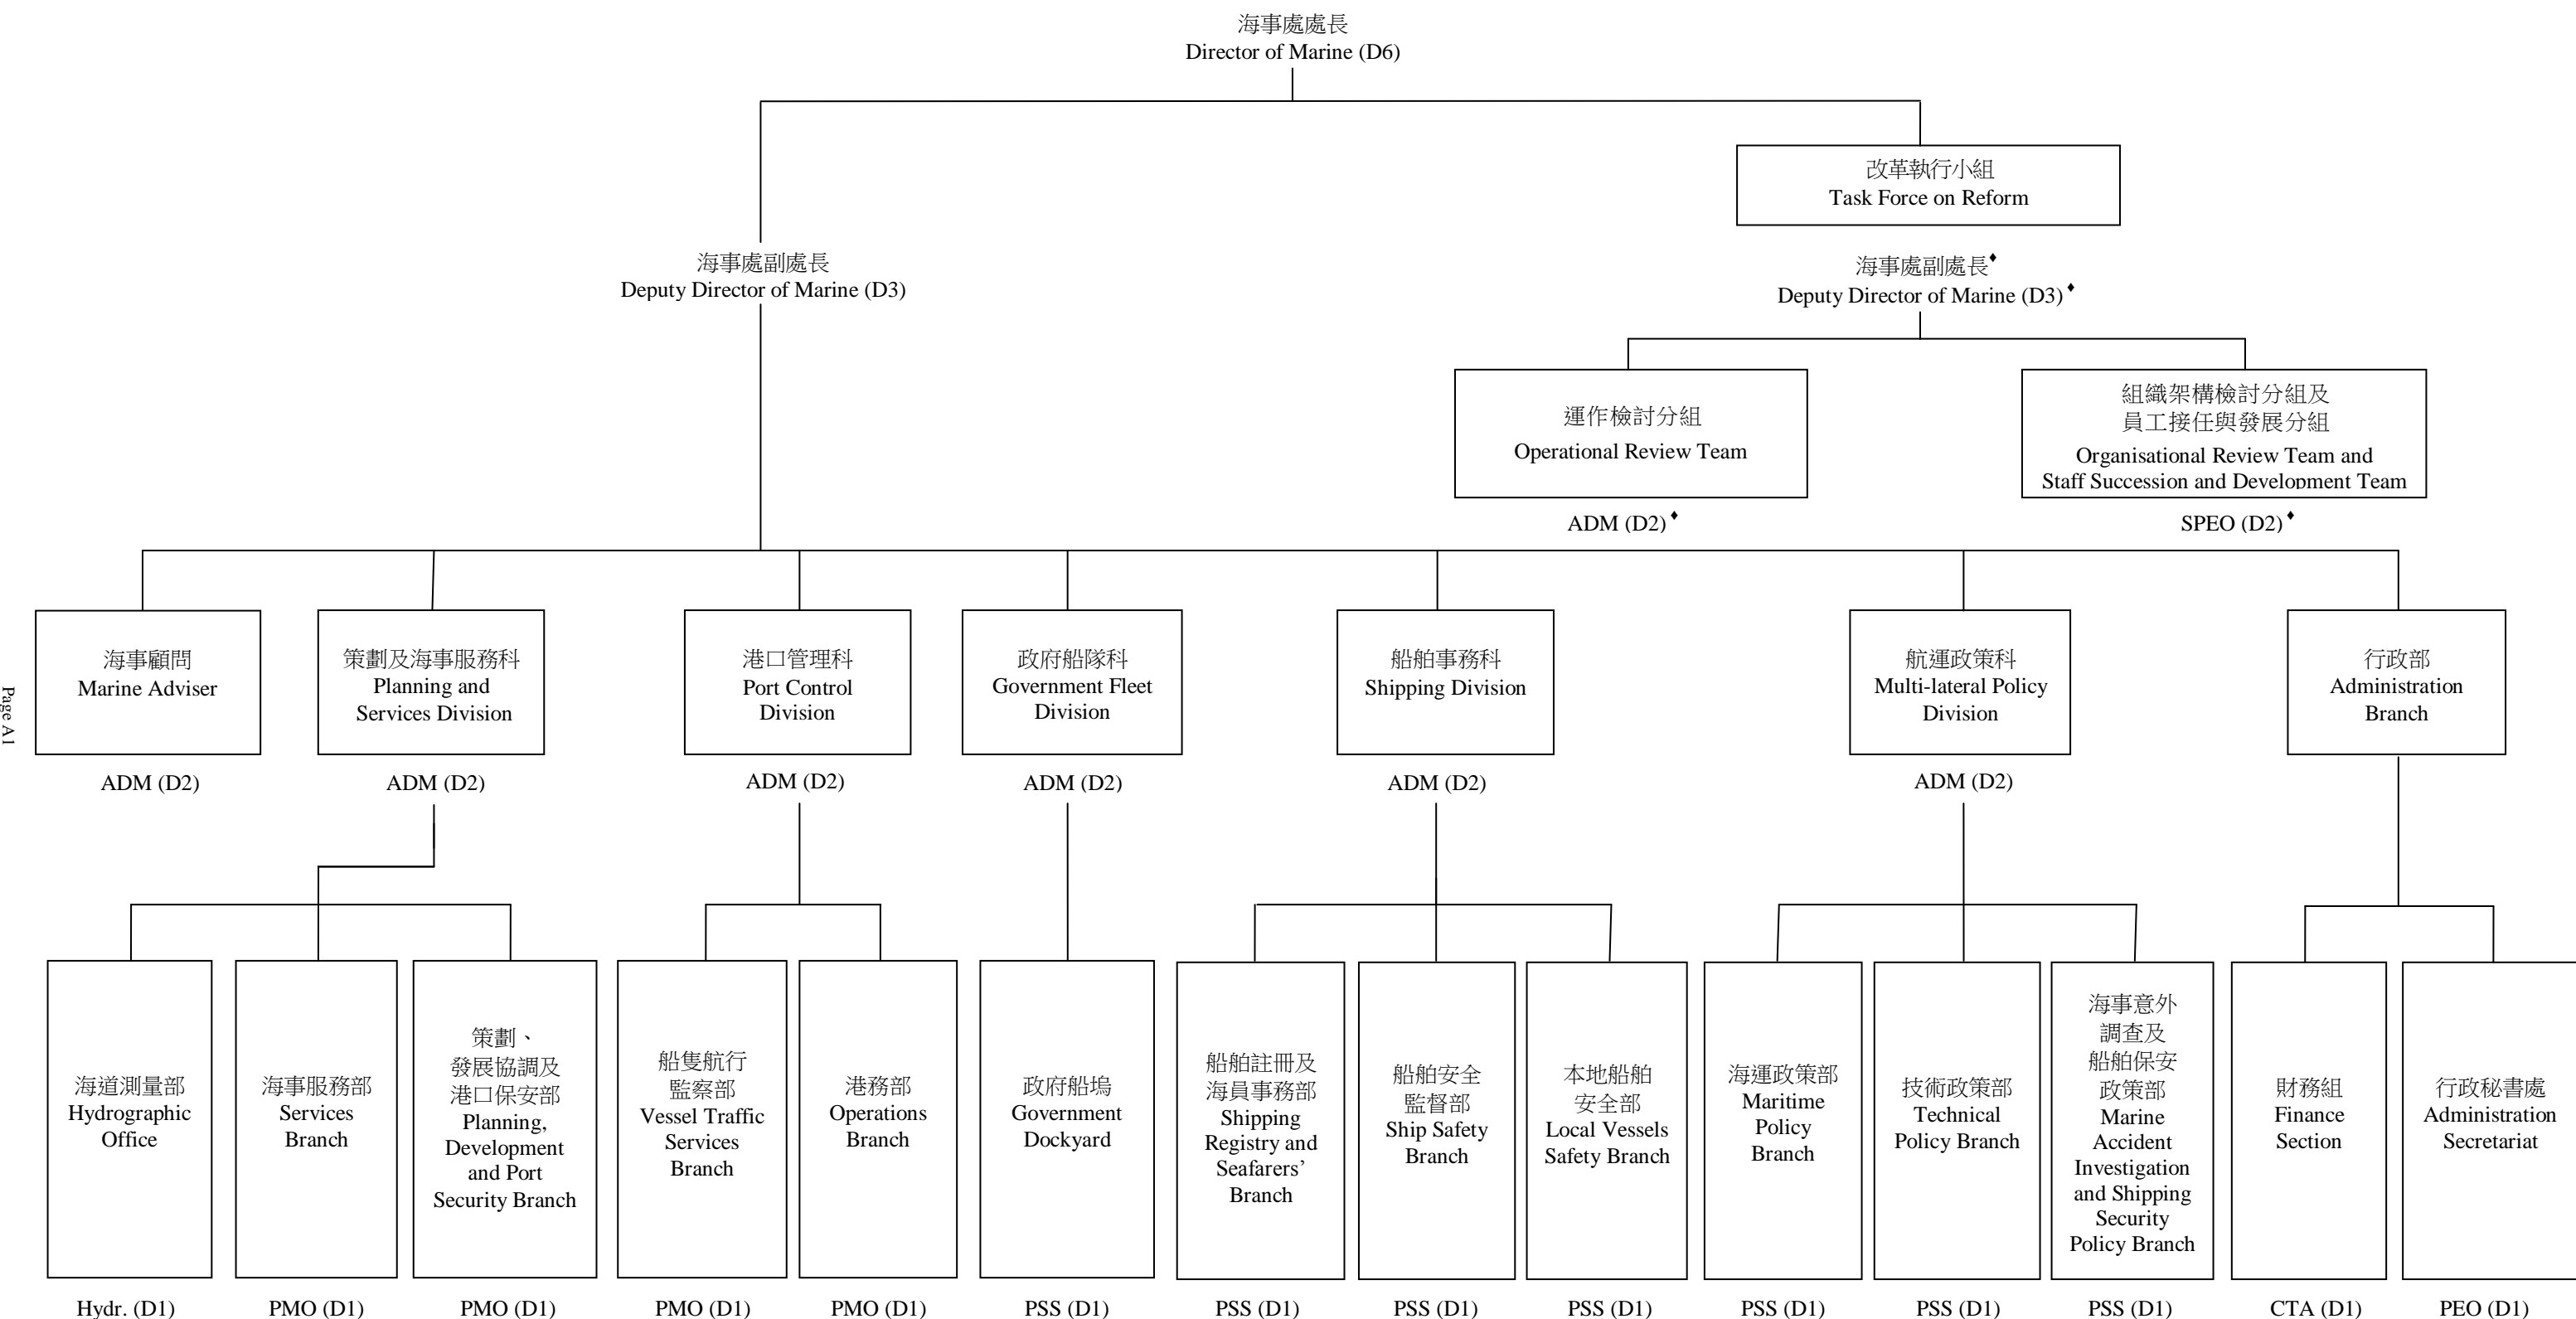 海事處處長
Director of Marine (D6)
改革執行小組
Task Force on Reform
海事處副處長
Deputy Director of Marine (D3)
海事處副處長♦
Deputy Director of Marine (D3)♦
運作檢討分組
Operational Review Team
ADM (D2)♦
組織架構檢討分組及
員工接任與發展分組
Organisational Review Team and
Staff Succession and Development Team
SPEO (D2)♦
海事顧問
Marine Adviser
ADM (D2)
策劃及海事服務科
Planning and
Services Division
ADM (D2)
港口管理科
Port Control
Division
ADM (D2)
政府船隊科
Government Fleet
Division
ADM (D2)
船舶事務科
Shipping Division
ADM (D2)
航運政策科
Multi-lateral Policy
Division
ADM (D2)
行政部
Administration
Branch
Page A1
海道測量部
Hydrographic
Office
Hydr. (D1)
海事服務部
Services
Branch
PMO (D1)
策劃、
發展協調及
港口保安部
Planning,
Development
and Port
Security Branch
PMO (D1)
船隻航行
監察部
Vessel Traffic
Services
Branch
PMO (D1)
港務部
Operations
Branch
PMO (D1)
政府船塢
Government
Dockyard
PSS (D1)
船舶註冊及
海員事務部
Shipping
Registry and
Seafarers’
Branch
PSS (D1)
船舶安全
監督部
Ship Safety
Branch
PSS (D1)
本地船舶
安全部
Local Vessels
Safety Branch
PSS (D1)
海運政策部
Maritime
Policy
Branch
PSS (D1)
技術政策部
Technical
Policy Branch
PSS (D1)
海事意外
調查及
船舶保安
政策部
Marine
Accident
Investigation
and Shipping
Security
Policy Branch
PSS (D1)
財務組
Finance
Section
CTA (D1)
行政秘書處
Administration
Secretariat
PEO (D1)